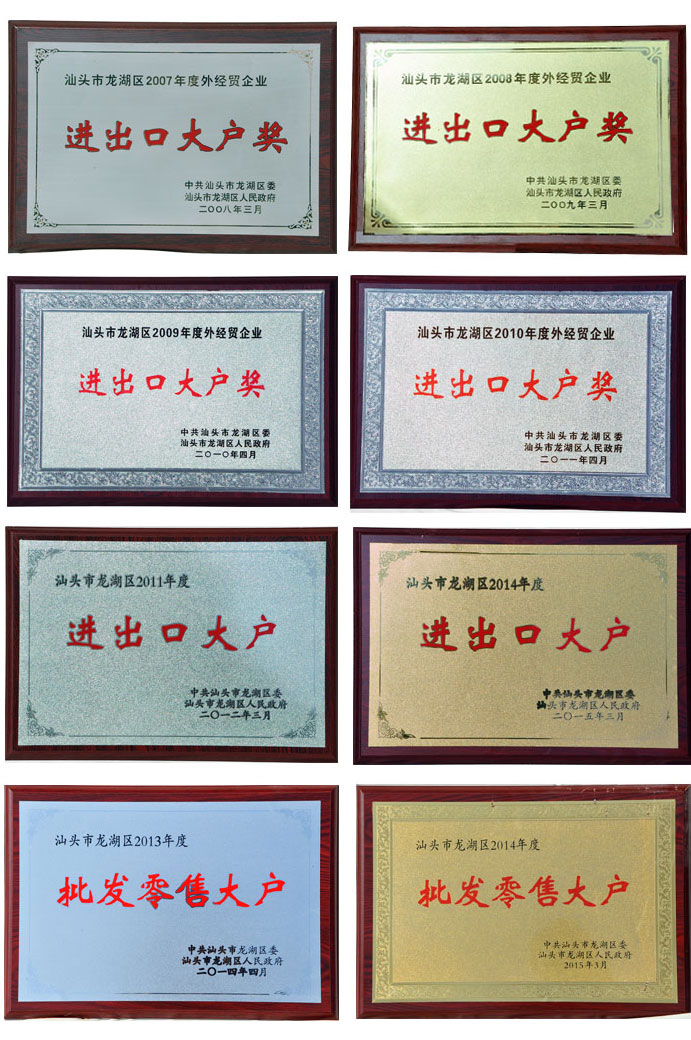 汕头市龙湖区2007年度外经贸企业
进出口大户奖
中共汕头市龙湖区委
汕头市龙湖区人民政府
二〇〇八年三月
汕头市龙湖区2008年度外经贸企业
进出口大户奖
中共汕头市龙湖区委
汕头市龙湖区人民政府
二〇〇九年三月
汕头市龙湖区2009年度外经贸企业
进出口大户奖
中共汕头市龙湖区委
汕头市龙湖区人民政府
二〇一〇年四月
汕头市龙湖区2010年度外经贸企业
进出口大户奖
中共汕头市龙湖区委
汕头市龙湖区人民政府
二〇一一年四月
汕头市龙湖区2011年度
进出口大户
中共汕头市龙湖区委
汕头市龙湖区人民政府
二〇一二年三月
汕头市龙湖区2014年度
进出口大户
中共汕头市龙湖区委
汕头市龙湖区人民政府
二〇一五年三月
汕头市龙湖区2013年度
批发零售大户
中共汕头市龙湖区委
汕头市龙湖区人民政府
二〇一四年四月
汕头市龙湖区2014年度
批发零售大户
中共汕头市龙湖区委
汕头市龙湖区人民政府
2015年3月